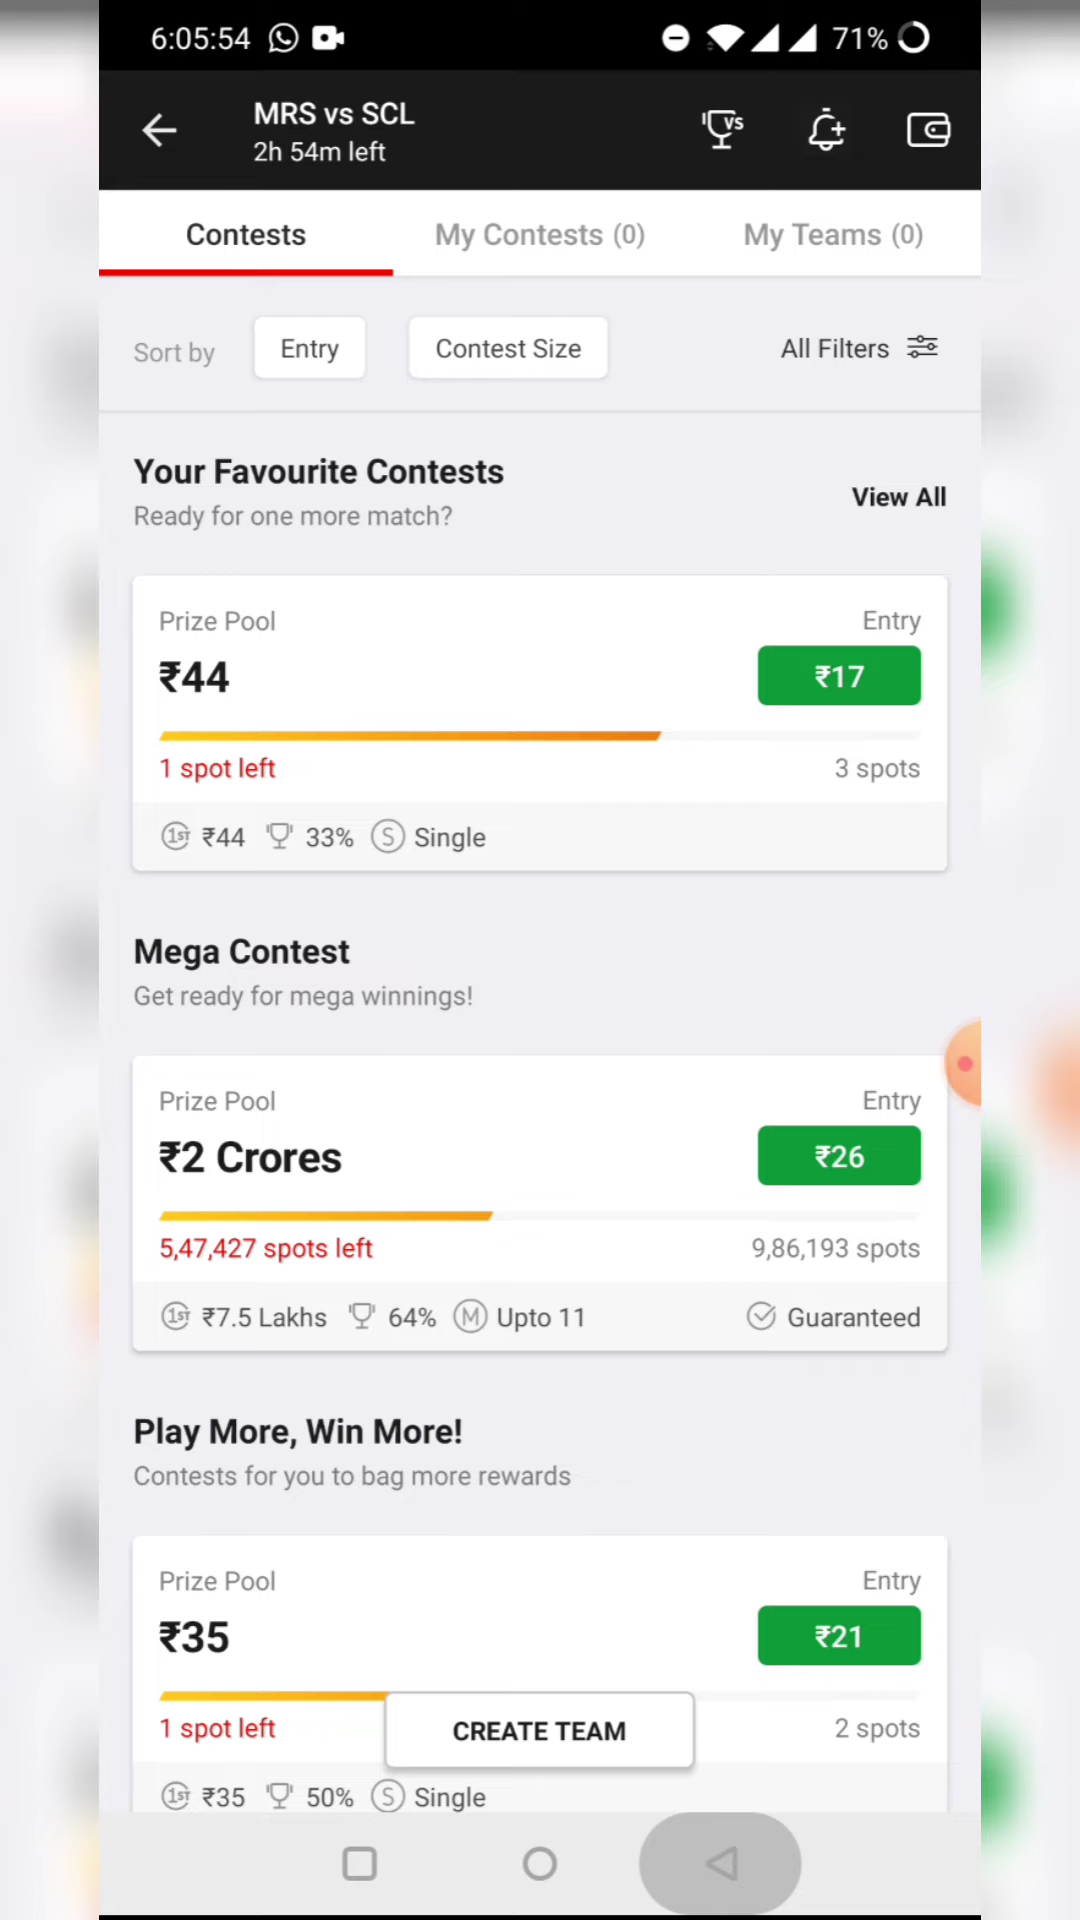 6:05:54
71%
MRS vs SCL
2h 54m left
VS
Contests
My Contests (0)
My Teams (0)
Sort by
Entry
Contest Size
All Filters
Your Favourite Contests
Ready for one more match?
View All
Prize Pool
Entry
₹44
₹17
1 spot left
3 spots
1ST ₹44 33% S Single
Mega Contest
Get ready for mega winnings!
Prize Pool
Entry
₹2 Crores
₹26
5,47,427 spots left
9,86,193 spots
1ST ₹7.5 Lakhs 64% M Upto 11
Guaranteed
Play More, Win More!
Contests for you to bag more rewards
Prize Pool
Entry
₹35
₹21
1 spot left
CREATE TEAM
2 spots
1ST ₹35 50% S Single